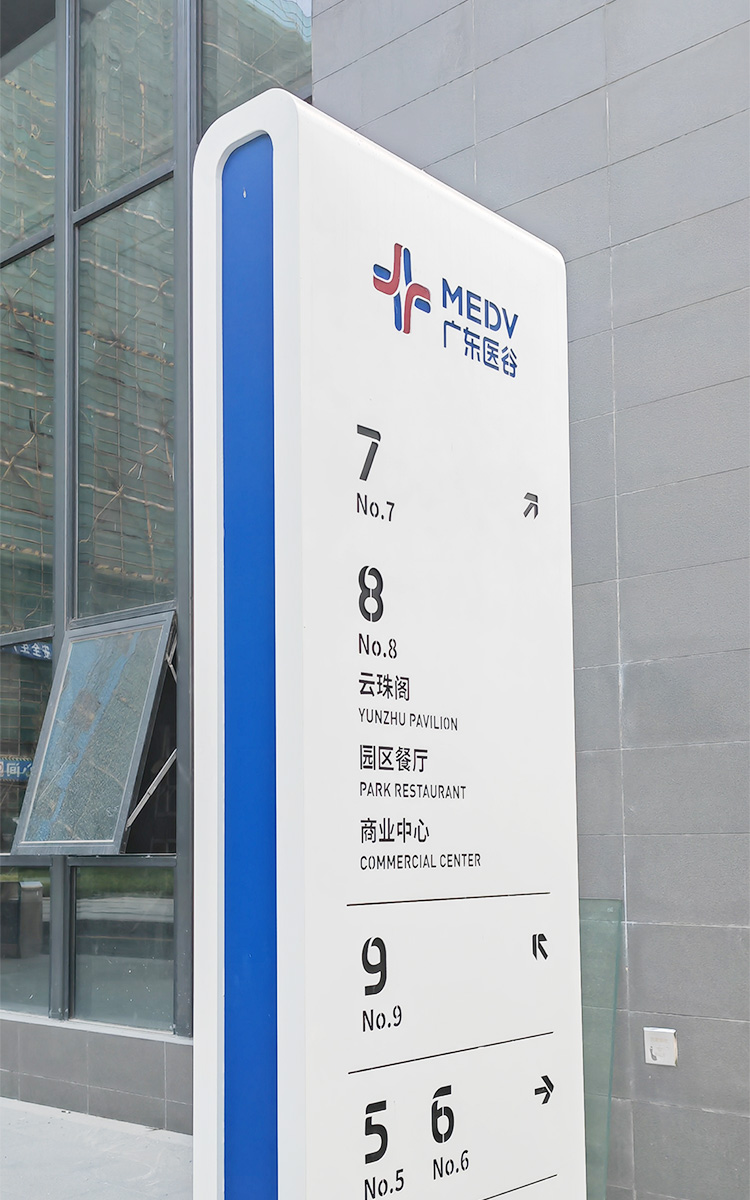 MEDV
广东医谷
7
No.7
8
No.8
云珠阁
YUNZHU PAVILION
园区餐厅
PARK RESTAURANT
商业中心
COMMERCIAL CENTER
9
No.9
5 6
No.5 No.6